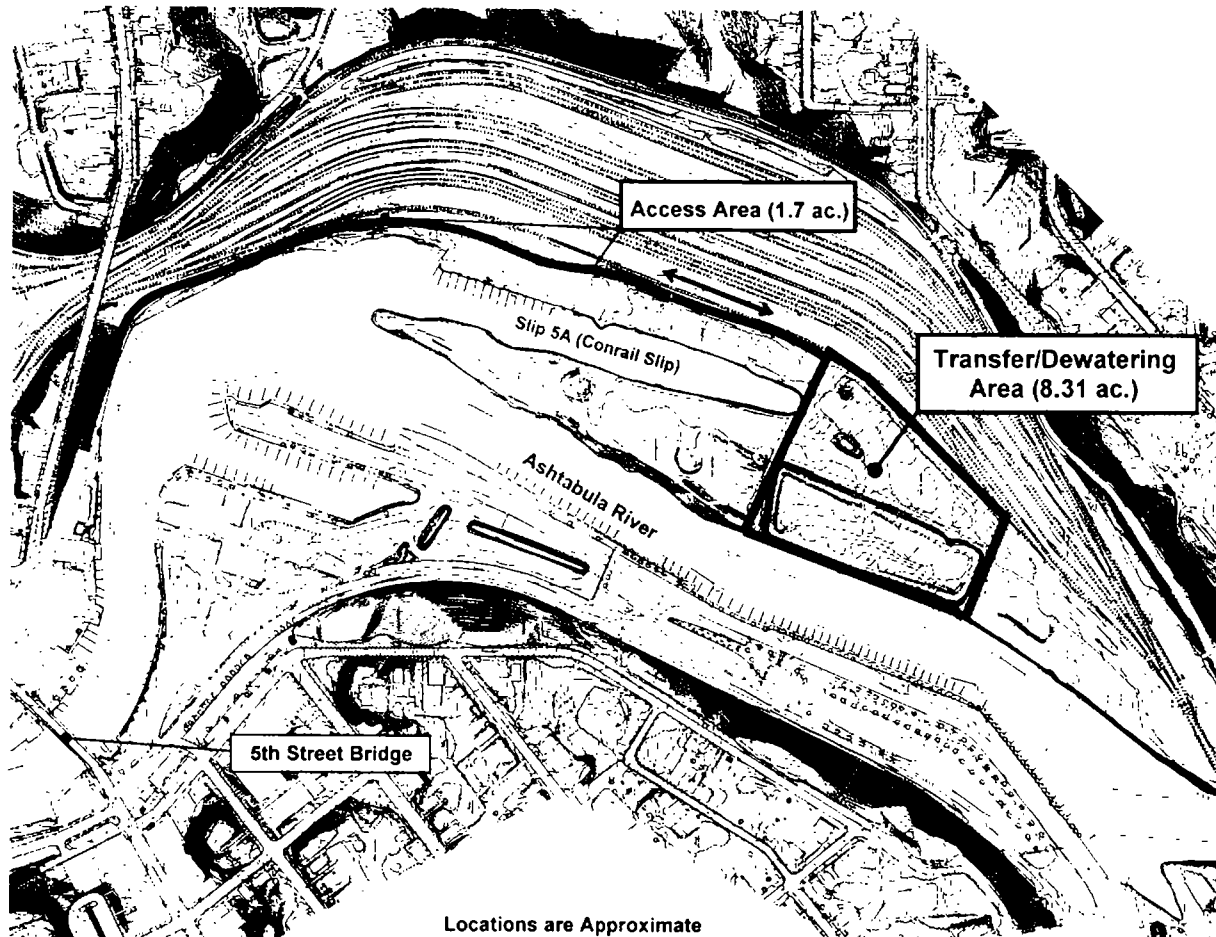 Access Area (1.7 ac.)
Slip 5A (Conrail Slip)
Transfer/Dewatering
Area (8.31 ac.)
Ashtabula River
5th Street Bridge
Locations are Approximate